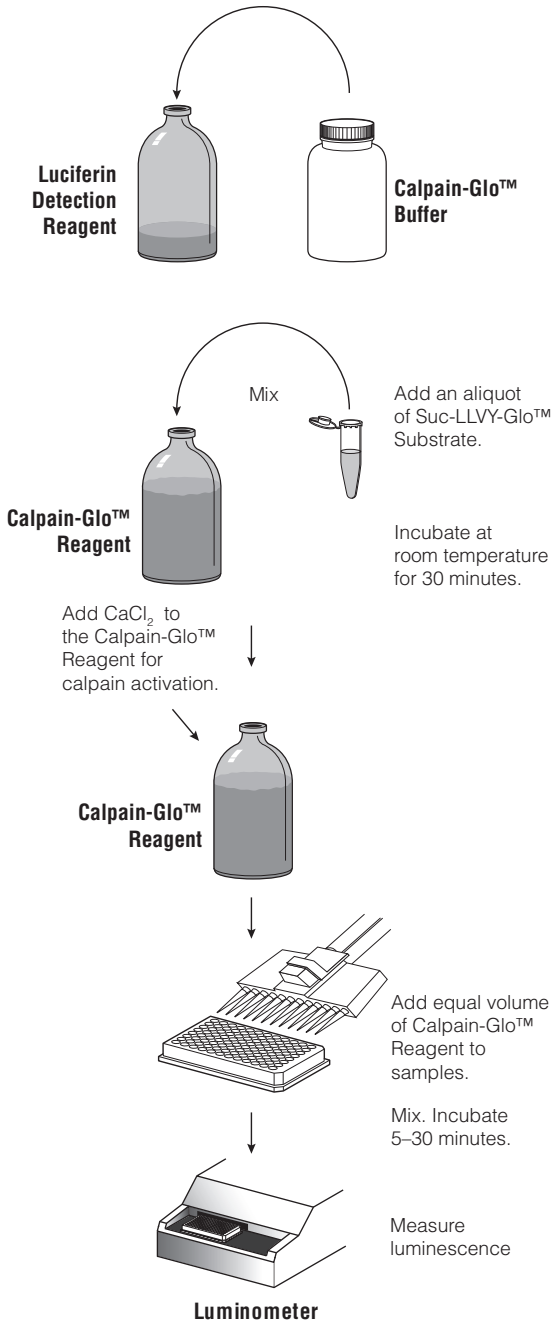 Luciferin
Detection
Reagent
Calpain-Glo™
Buffer
Mix
Add an aliquot
of Suc-LLVY-Glo™
Substrate.
Calpain-Glo™
Reagent
Incubate at
room temperature
for 30 minutes.
Add CaCl₂ to
the Calpain-Glo™
Reagent for
calpain activation.
Calpain-Glo™
Reagent
Add equal volume
of Calpain-Glo™
Reagent to
samples.
Mix. Incubate
5–30 minutes.
Measure
luminescence
Luminometer